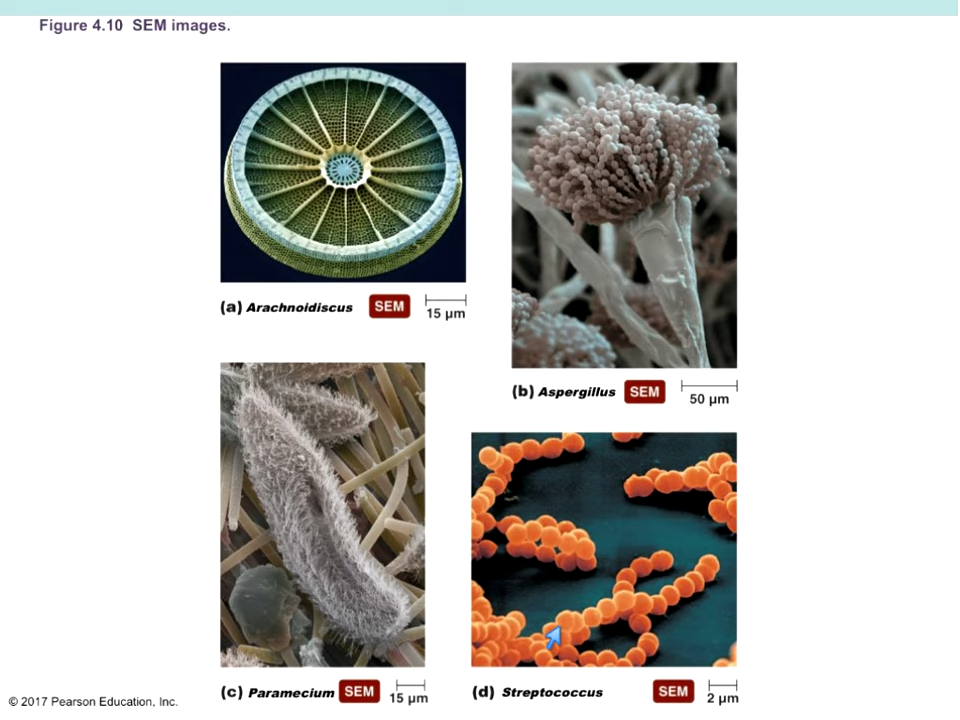 Figure 4.10 SEM images.
(a) Arachnoidiscus SEM 15 µm
(b) Aspergillus SEM 50 µm
(c) Paramecium SEM 15 µm
(d) Streptococcus SEM 2 µm
© 2017 Pearson Education, Inc.